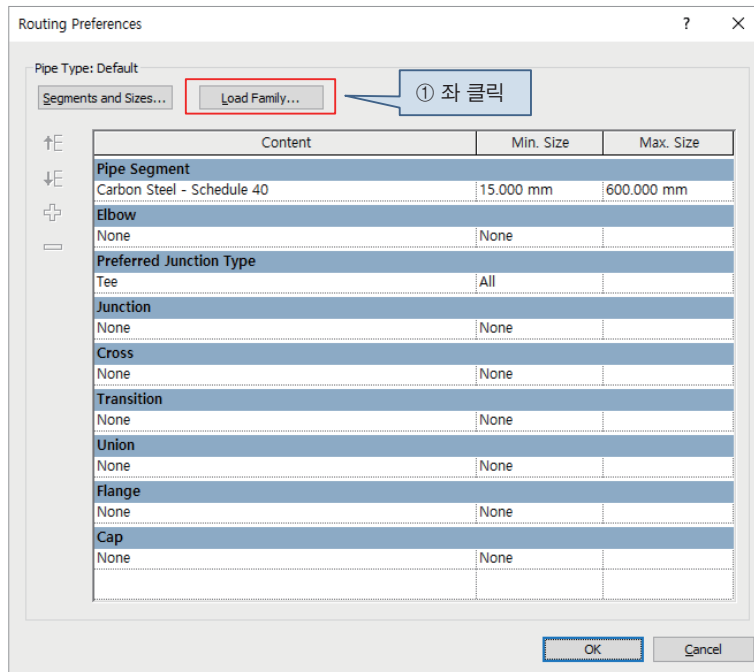 Routing Preferences
? ×
Pipe Type: Default
Segments and Sizes...
Load Family...
① 좌 클릭
Content Min. Size Max. Size
Pipe Segment
Carbon Steel - Schedule 40 15.000 mm 600.000 mm
Elbow
None None
Preferred Junction Type
Tee All
Junction
None None
Cross
None None
Transition
None None
Union
None None
Flange
None None
Cap
None None
OK Cancel